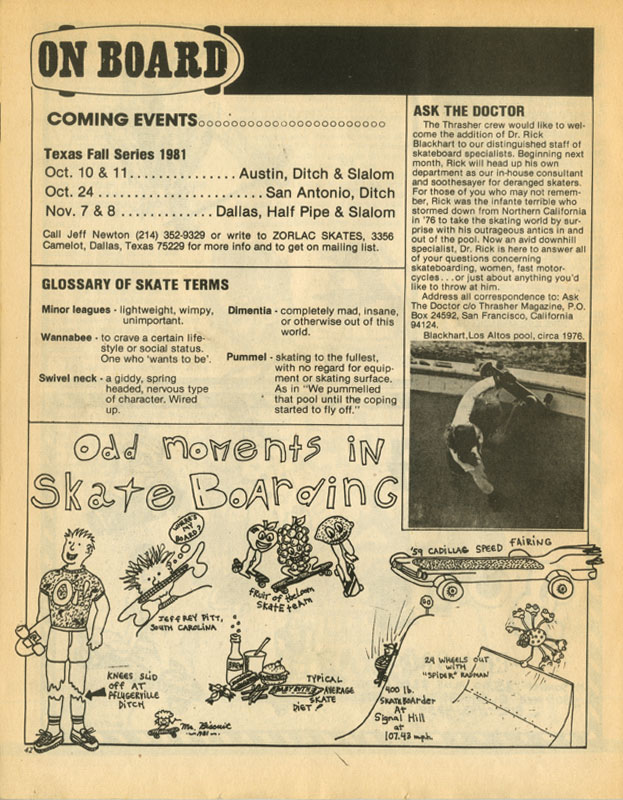 ON BOARD
COMING EVENTS
Texas Fall Series 1981
Oct. 10 & 11..............Austin, Ditch & Slalom
Oct. 24 ......................San Antonio, Ditch
Nov. 7 & 8 ............Dallas, Half Pipe & Slalom
Call Jeff Newton (214) 352-9329 or write to ZORLAC SKATES, 3356
Camelot, Dallas, Texas 75229 for more info and to get on mailing list.
GLOSSARY OF SKATE TERMS
Minor leagues - lightweight, wimpy,
unimportant.
Wannabee - to crave a certain life-
style or social status.
One who 'wants to be'.
Swivel neck - a giddy, spring
headed, nervous type
of character. Wired
up.
Dimentia - completely mad, insane,
or otherwise out of this
world.
Pummel - skating to the fullest,
with no regard for equip-
ment or skating surface.
As in "We pummelled
that pool until the coping
started to fly off."
ASK THE DOCTOR
The Thrasher crew would like to wel-
come the addition of Dr. Rick
Blackhart to our distinguished staff of
skateboard specialists. Beginning next
month, Rick will head up his own
department as our in-house consultant
and soothesayer for deranged skaters.
For those of you who may not remem-
ber, Rick was the infante terrible who
stormed down from Northern California
in '76 to take the skating world by sur-
prise with his outrageous antics in and
out of the pool. Now an avid downhill
specialist, Dr. Rick is here to answer all
of your questions concerning
skateboarding, women, fast motor-
cycles...or just about anything you'd
like to throw at him.
Address all correspondence to: Ask
The Doctor c/o Thrasher Magazine, P.O.
Box 24592, San Francisco, California
94124.
Blackhart, Los Altos pool, circa 1976.
Odd moments iN
Skate BoArding
WHERE'S
MY
BOARD?
JEFFREY PITT,
SOUTH CAROLINA
FRUIT of the Loom
SKATE teAm
'59 CADILLAC SPEED FAIRING
60
KNEES SLID
OFF AT
PFLUGERVILLE
DITCH
BREW
TYPICAL
AVERAGE
SKATE
DIET!
400 lb.
SkateBoarder
At
Signal Hill
at
107.43 mph
24 WHEELS OUT
WITH
"SPIDER" RADMAN
Mr. Biscuit
1981
42